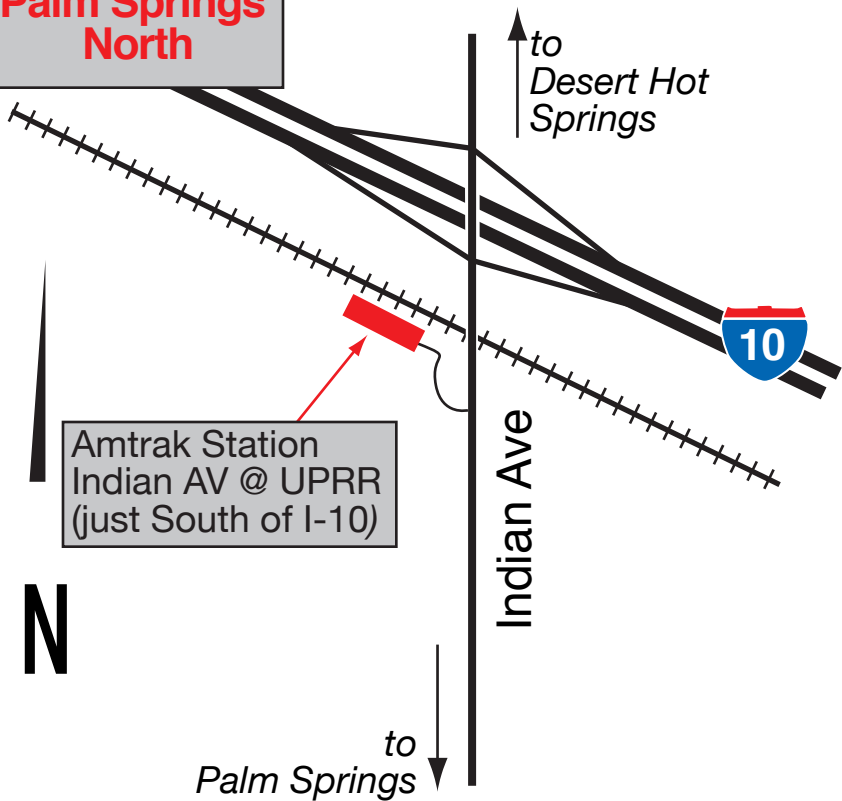 Palm Springs
North
to
Desert Hot
Springs
10
Amtrak Station
Indian AV @ UPRR
(just South of I-10)
Indian Ave
N
to
Palm Springs